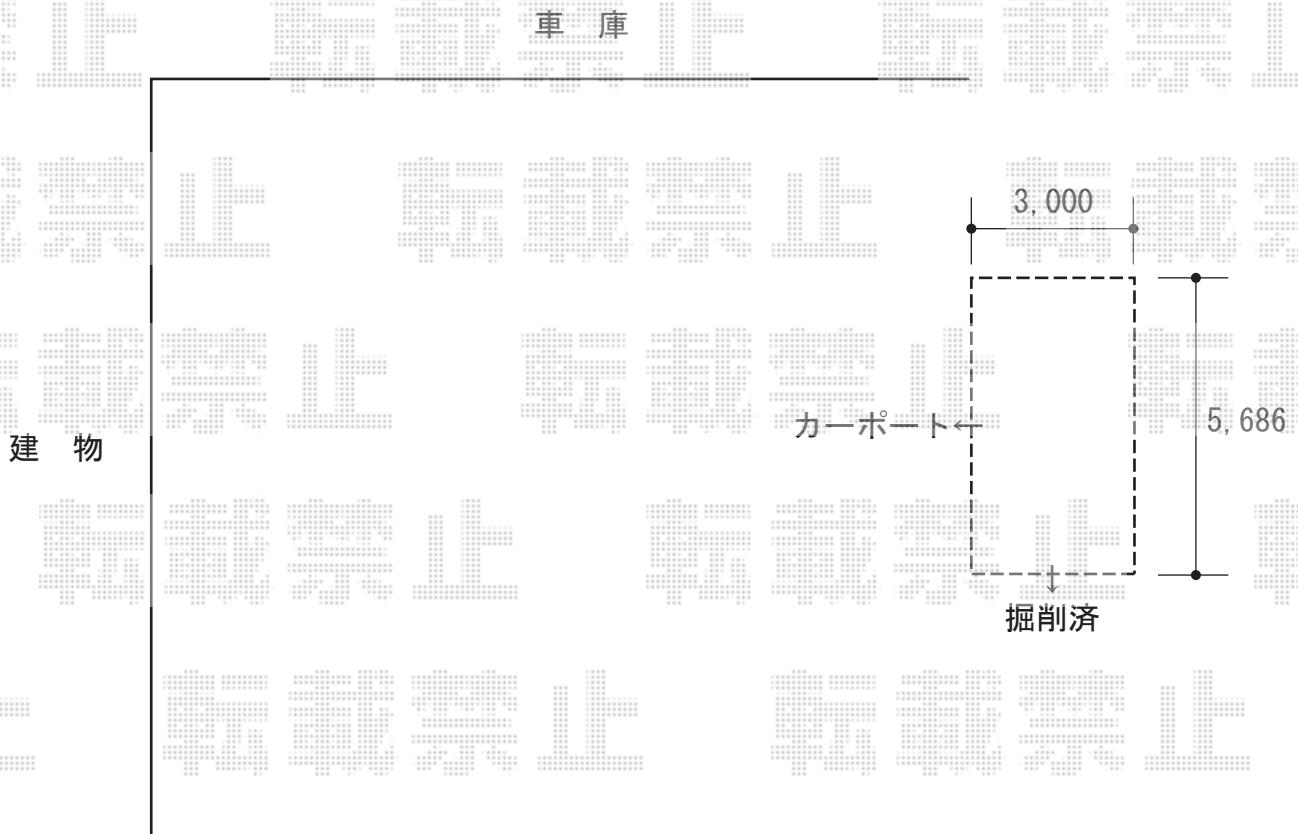 車 庫
3,000
カーポート←
5,686
建 物
↓
掘削済
転載禁止